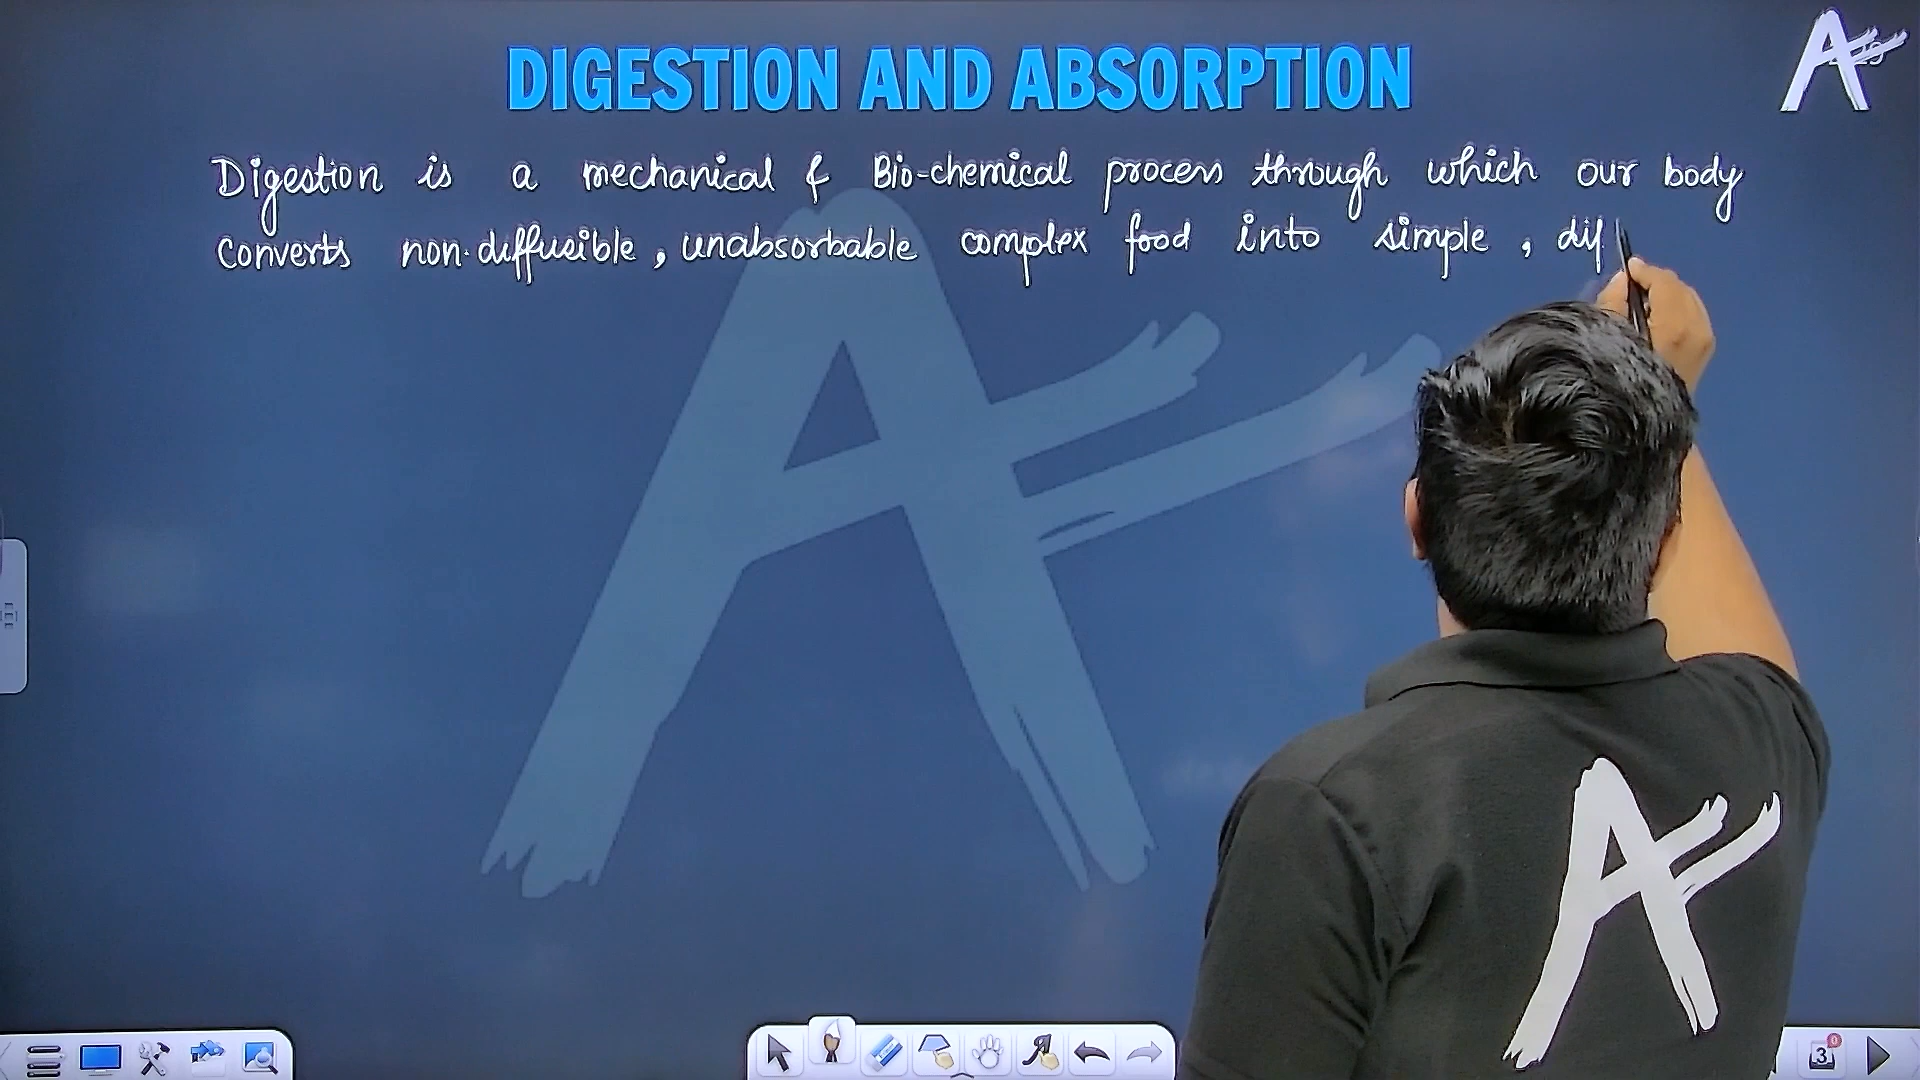 DIGESTION AND ABSORPTION
Digestion is a mechanical & Bio-chemical process through which our body
converts non-diffusible, unabsorbable complex food into simple, dif
3